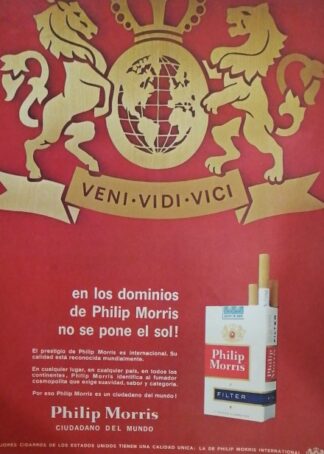 VENI·VIDI·VICI
en los dominios
de Philip Morris
no se pone el sol!
El prestigio de Philip Morris es internacional. Su
calidad está reconocida mundialmente.
En cualquier lugar, en cualquier país, en todos los
continentes, Philip Morris identifica al fumador
cosmopolita que exige suavidad, sabor y categoría.
Por eso Philip Morris es un ciudadano del mundo!
Philip Morris
CIUDADANO DEL MUNDO
Philip
Morris
FILTER
FILTER
JORES CIGARROS DE LOS ESTADOS UNIDOS TIENEN UNA CALIDAD UNICA: LA DE PHILIP MORRIS INTERNATIONAL